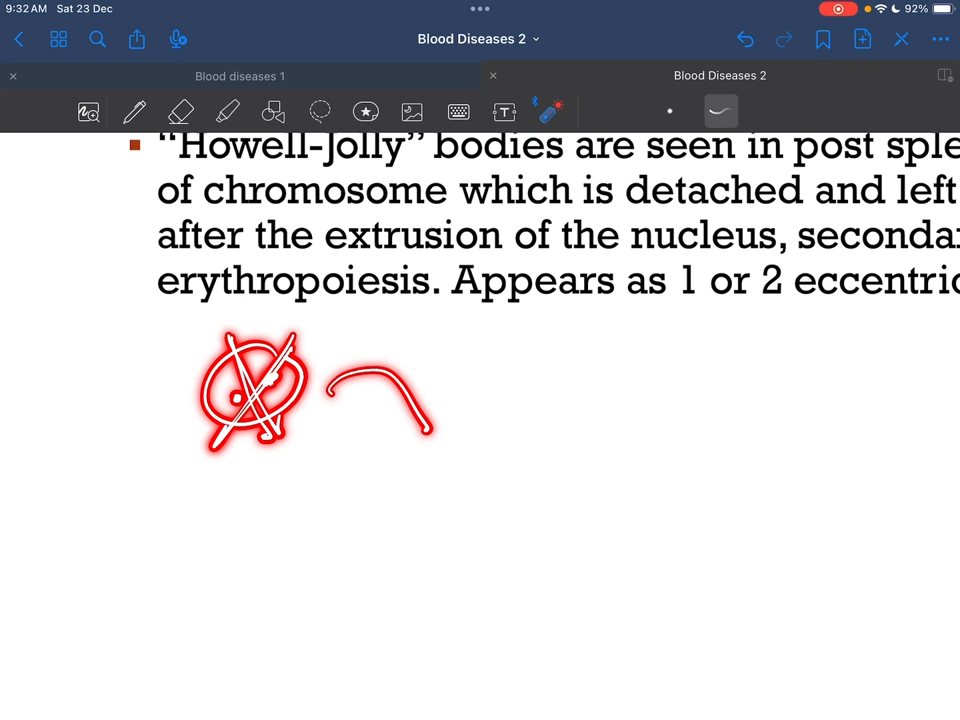 9:32 AM Sat 23 Dec
92%
Blood Diseases 2
Blood diseases 1
Blood Diseases 2
T
"Howell-Jolly" bodies are seen in post sple
of chromosome which is detached and left
after the extrusion of the nucleus, seconda
erythropoiesis. Appears as 1 or 2 eccentric